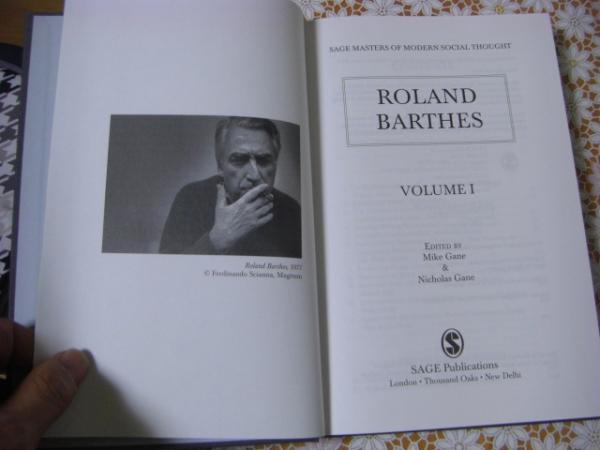 Roland Barthes, 1977
© Ferdinando Scianna, Magnum
SAGE MASTERS OF MODERN SOCIAL THOUGHT
ROLAND
BARTHES
VOLUME I
EDITED BY
Mike Gane
&
Nicholas Gane
S
SAGE Publications
London • Thousand Oaks • New Delhi